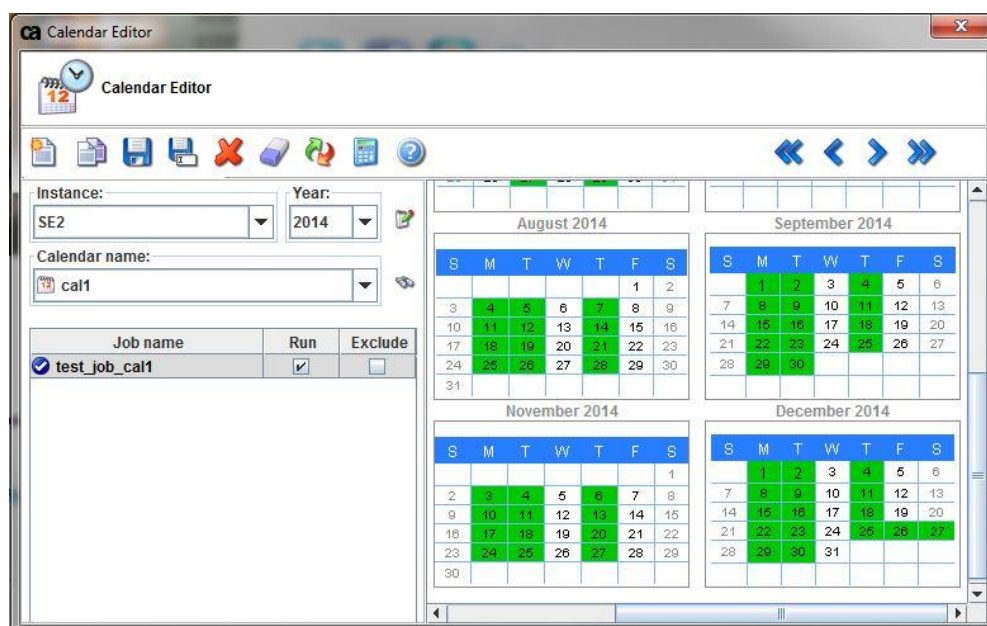 ca Calendar Editor
Calendar Editor
Instance: Year:
SE2 2014
Calendar name:
cal1
Job name Run Exclude
test_job_cal1
August 2014
S M T W T F S
1 2
3 4 5 6 7 8 9
10 11 12 13 14 15 16
17 18 19 20 21 22 23
24 25 26 27 28 29 30
31
September 2014
S M T W T F S
1 2 3 4 5 6
7 8 9 10 11 12 13
14 15 16 17 18 19 20
21 22 23 24 25 26 27
28 29 30
November 2014
S M T W T F S
1
2 3 4 5 6 7 8
9 10 11 12 13 14 15
16 17 18 19 20 21 22
23 24 25 26 27 28 29
30
December 2014
S M T W T F S
1 2 3 4 5 6
7 8 9 10 11 12 13
14 15 16 17 18 19 20
21 22 23 24 25 26 27
28 29 30 31